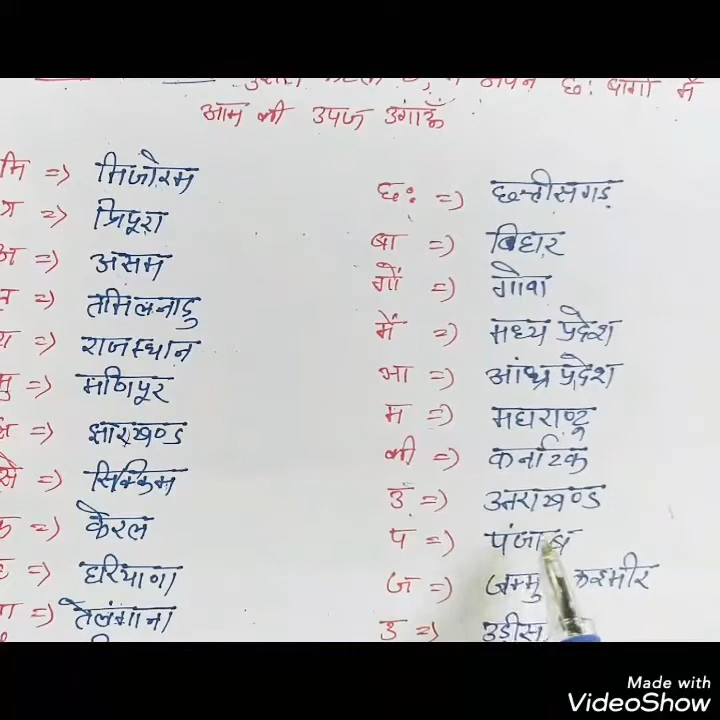 छः बागों में
आम की उपज उगाऊँ
मि => मिजोरम
त्र => त्रिपुरा
अ => असम
=> तमिलनाडु
=> राजस्थान
मु => मणिपुर
=> झारखण्ड
से => सिक्किम
क => केरल
ह => हरियाणा
=> तेलंगाना
छः => छत्तीसगढ़
बा => बिहार
गों => गोवा
में => मध्य प्रदेश
आ => आंध्र प्रदेश
म => महाराष्ट्र
की => कर्नाटक
उ => उत्तराखण्ड
प => पंजाब
ज => जम्मु कश्मीर
उ => उड़ीस
Made with
VideoShow